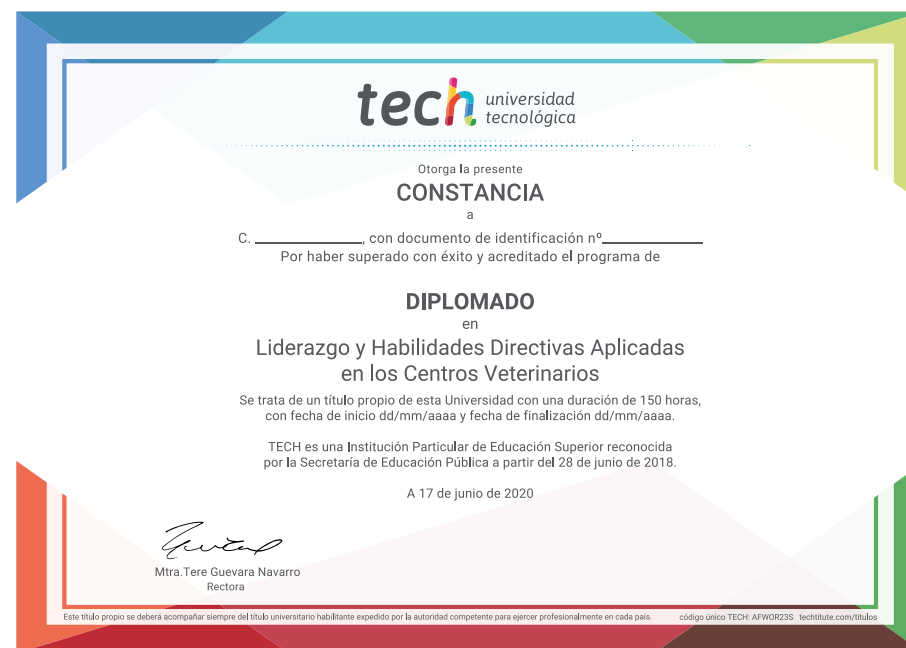 tech universidad
tecnológica
Otorga la presente
CONSTANCIA
a
C. ____________, con documento de identificación nº____________
Por haber superado con éxito y acreditado el programa de
DIPLOMADO
en
Liderazgo y Habilidades Directivas Aplicadas
en los Centros Veterinarios
Se trata de un título propio de esta Universidad con una duración de 150 horas,
con fecha de inicio dd/mm/aaaa y fecha de finalización dd/mm/aaaa.
TECH es una Institución Particular de Educación Superior reconocida
por la Secretaría de Educación Pública a partir del 28 de junio de 2018.
A 17 de junio de 2020
Mtra.Tere Guevara Navarro
Rectora
Este título propio se deberá acompañar siempre del título universitario habilitante expedido por la autoridad competente para ejercer profesionalmente en cada país. código único TECH: AFWOR23S techtitute.com/titulos